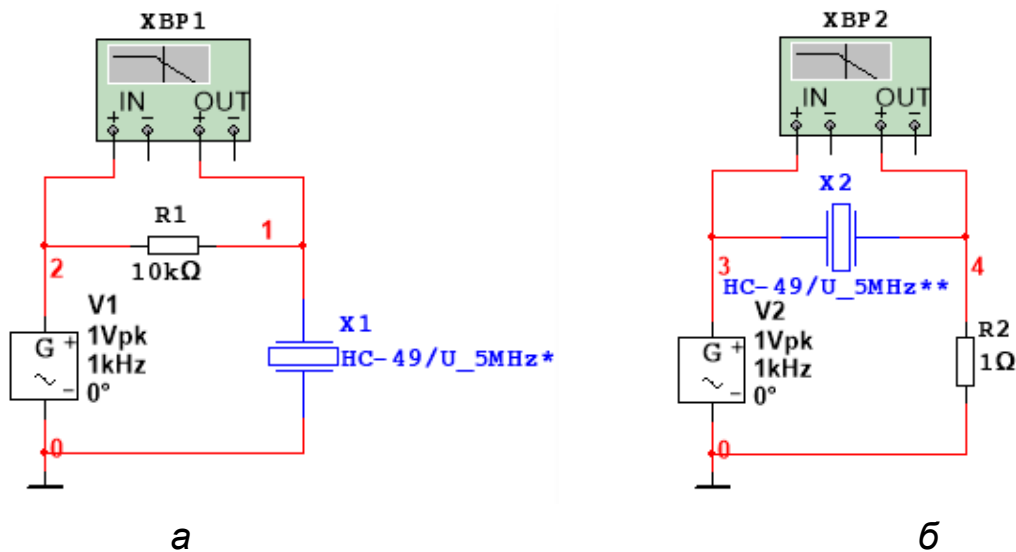 XBP1
IN OUT
+ − + −
R1
1
10kΩ
2
V1
1Vpk
1kHz
0°
G + ~ −
X1
HC-49/U_5MHz*
0
а
XBP2
IN OUT
+ − + −
X2
3
4
HC-49/U_5MHz**
V2
1Vpk
1kHz
0°
G + ~ −
R2
1Ω
0
б